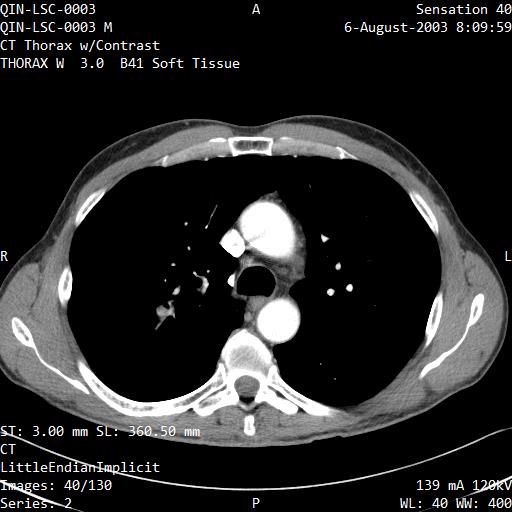 QIN-LSC-0003
A
Sensation 40
QIN-LSC-0003 M
6-August-2003 8:09:59
CT Thorax w/Contrast
THORAX W  3.0  B41 Soft Tissue
R
L
ST: 3.00 mm SL: 360.50 mm
CT
LittleEndianImplicit
Images: 40/130
139 mA 120kV
Series: 2
P
WL: 40 WW: 400